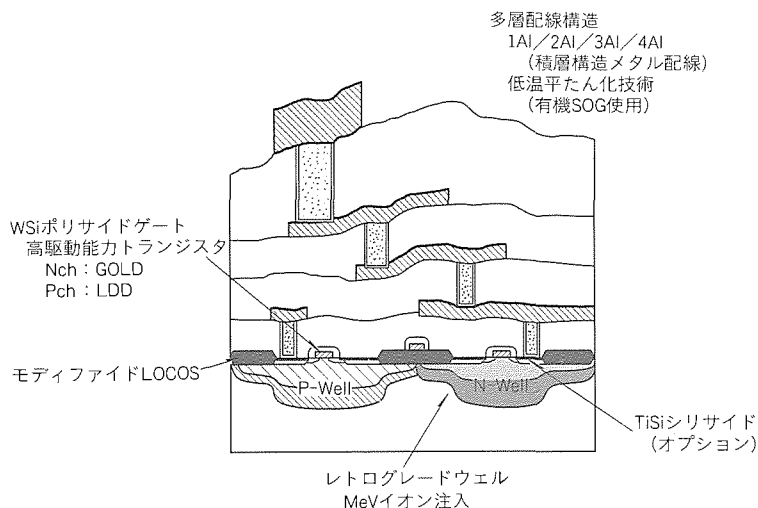 多層配線構造
1Al／2Al／3Al／4Al
（積層構造メタル配線）
低温平たん化技術
（有機SOG使用）
WSiポリサイドゲート
高駆動能力トランジスタ
Nch：GOLD
Pch：LDD
モディファイドLOCOS
P-Well
N-Well
TiSiシリサイド
（オプション）
レトログレードウェル
MeVイオン注入